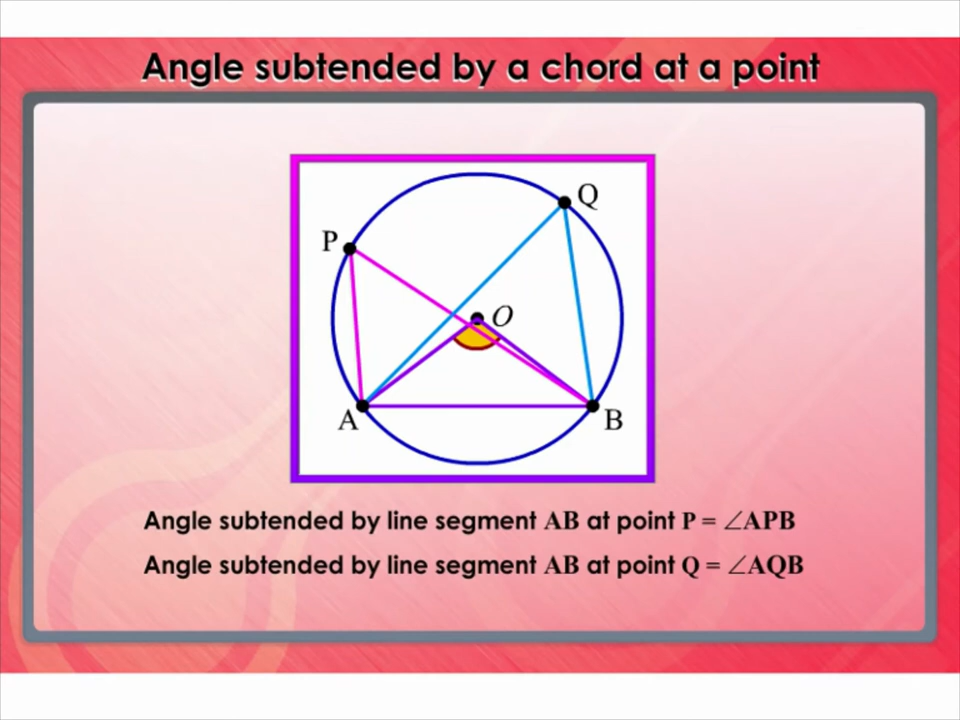 Angle subtended by a chord at a point
Q
P
O
A
B
Angle subtended by line segment AB at point P = ∠APB
Angle subtended by line segment AB at point Q = ∠AQB